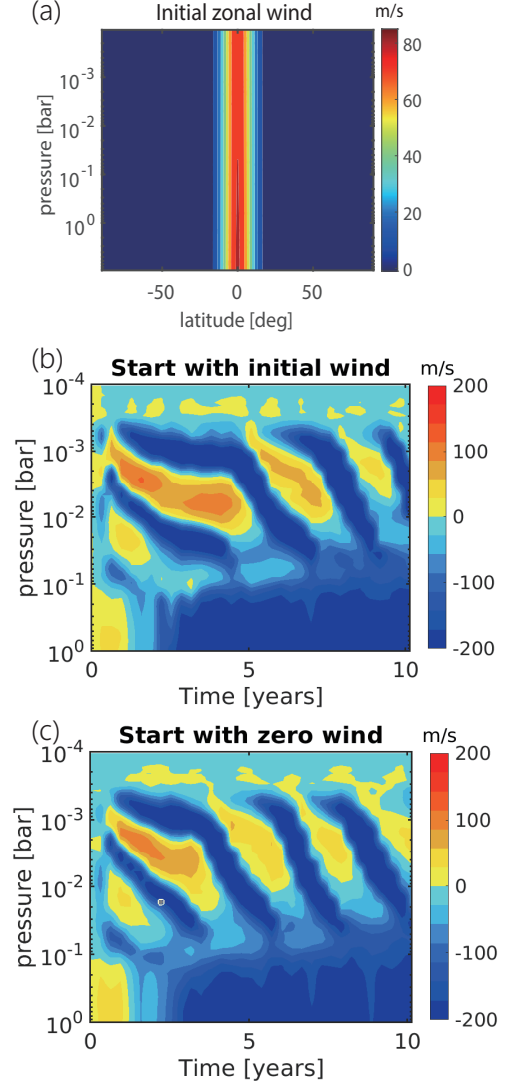 (a)
Initial zonal wind
m/s
pressure [bar]
10^-3
10^-2
10^-1
10^0
80
60
40
20
0
-50
0
50
latitude [deg]
(b)
Start with initial wind
m/s
pressure [bar]
10^-4
10^-3
10^-2
10^-1
10^0
200
100
0
-100
-200
0
5
10
Time [years]
(c)
Start with zero wind
m/s
pressure [bar]
10^-4
10^-3
10^-2
10^-1
10^0
200
100
0
-100
-200
0
5
10
Time [years]